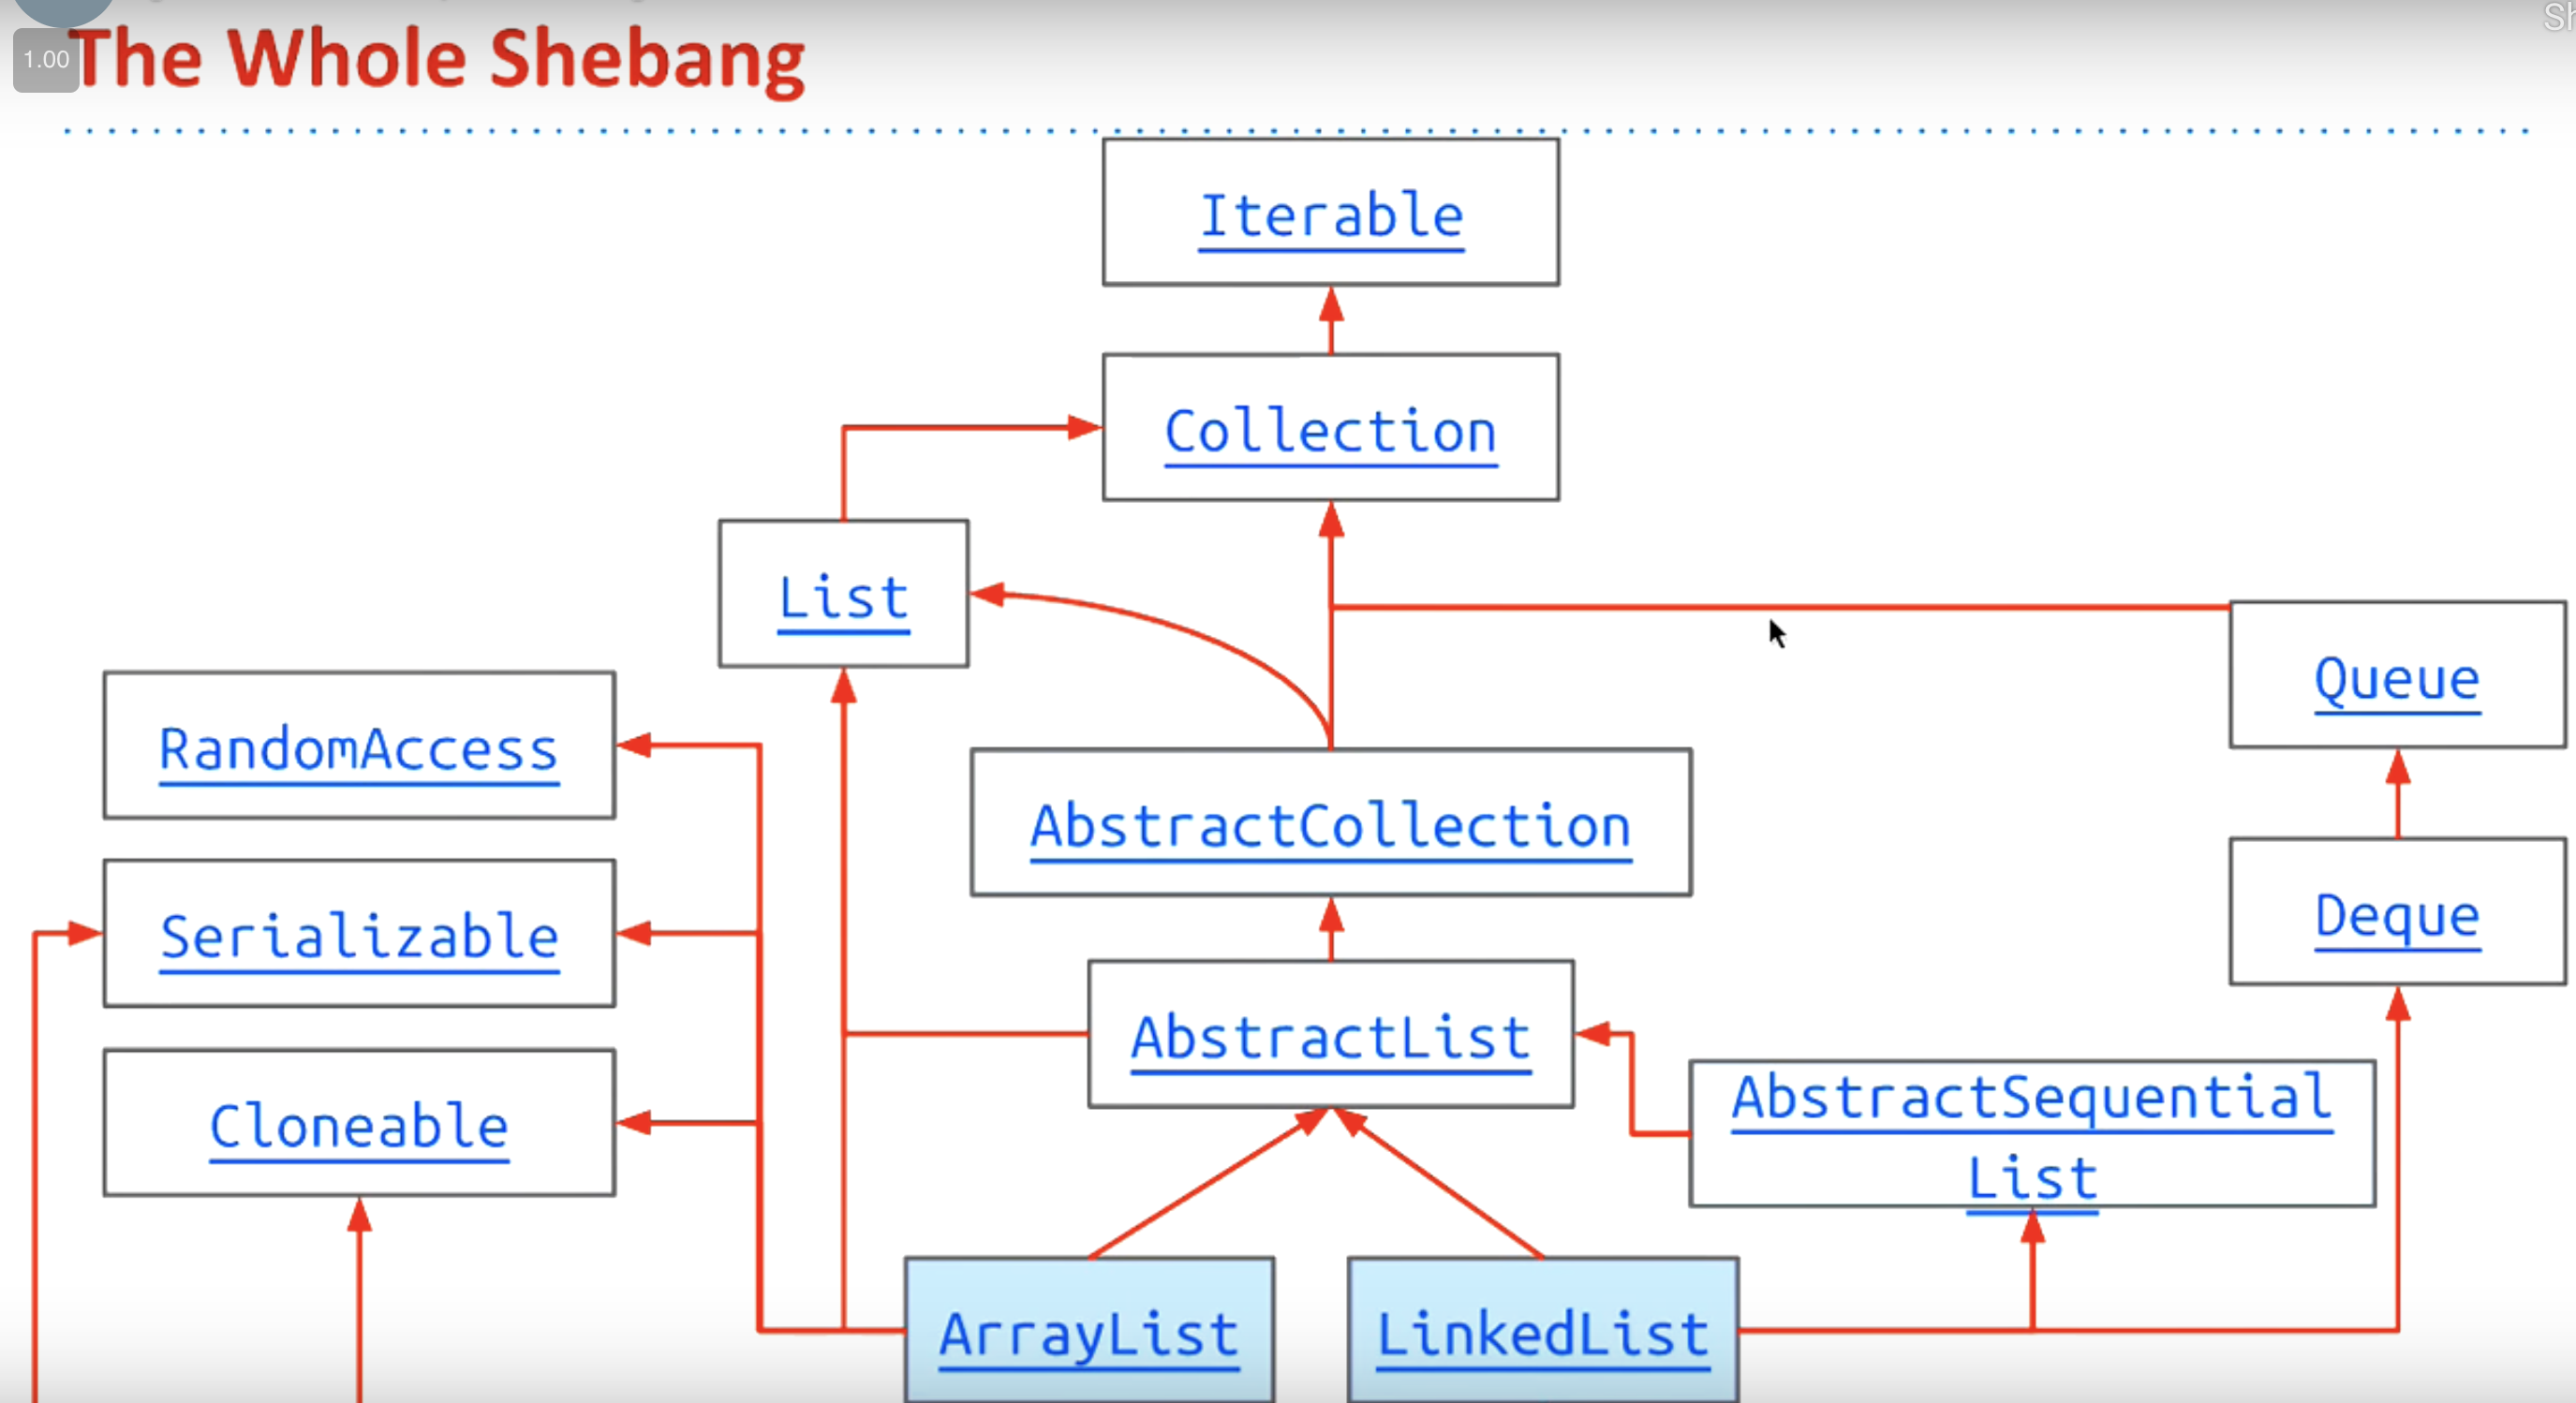 The Whole Shebang
1.00
Sh
Iterable
Collection
List
Queue
RandomAccess
AbstractCollection
Serializable
Deque
AbstractList
Cloneable
AbstractSequential
List
ArrayList
LinkedList